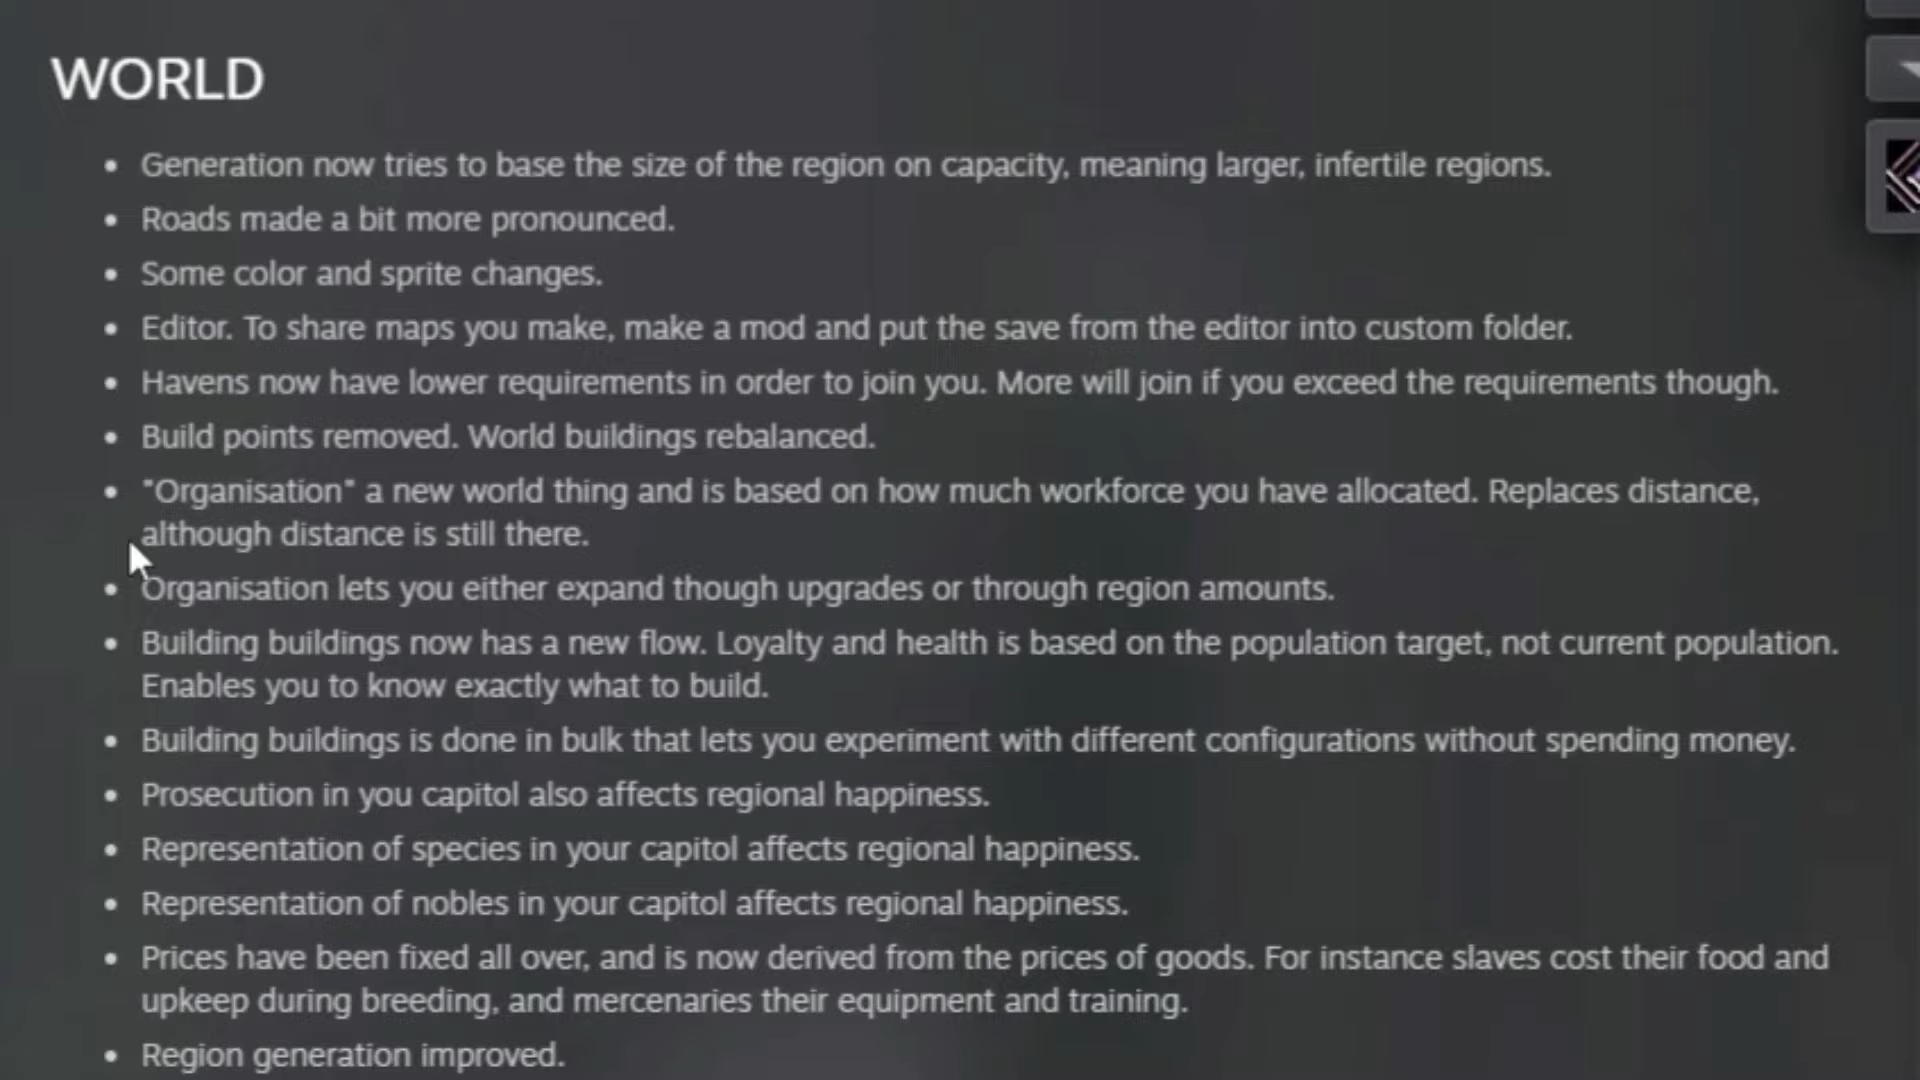 WORLD
• Generation now tries to base the size of the region on capacity, meaning larger, infertile regions.
• Roads made a bit more pronounced.
• Some color and sprite changes.
• Editor. To share maps you make, make a mod and put the save from the editor into custom folder.
• Havens now have lower requirements in order to join you. More will join if you exceed the requirements though.
• Build points removed. World buildings rebalanced.
• "Organisation" a new world thing and is based on how much workforce you have allocated. Replaces distance,
although distance is still there.
• Organisation lets you either expand though upgrades or through region amounts.
• Building buildings now has a new flow. Loyalty and health is based on the population target, not current population.
Enables you to know exactly what to build.
• Building buildings is done in bulk that lets you experiment with different configurations without spending money.
• Prosecution in you capitol also affects regional happiness.
• Representation of species in your capitol affects regional happiness.
• Representation of nobles in your capitol affects regional happiness.
• Prices have been fixed all over, and is now derived from the prices of goods. For instance slaves cost their food and
upkeep during breeding, and mercenaries their equipment and training.
• Region generation improved.